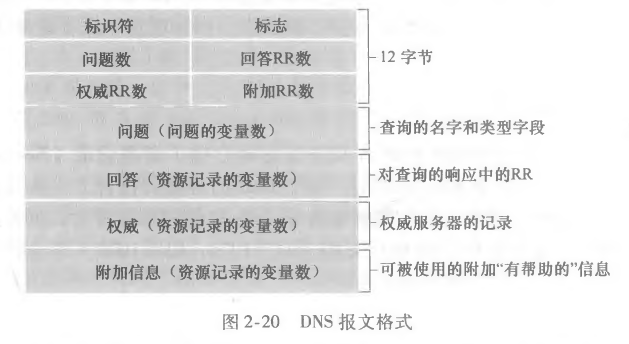 标识符 标志
问题数 回答RR数
12 字节
权威RR数 附加RR数
问题（问题的变量数） 查询的名字和类型字段
回答（资源记录的变量数） 对查询的响应中的RR
权威（资源记录的变量数） 权威服务器的记录
附加信息（资源记录的变量数） 可被使用的附加“有帮助的”信息
图 2-20 DNS 报文格式